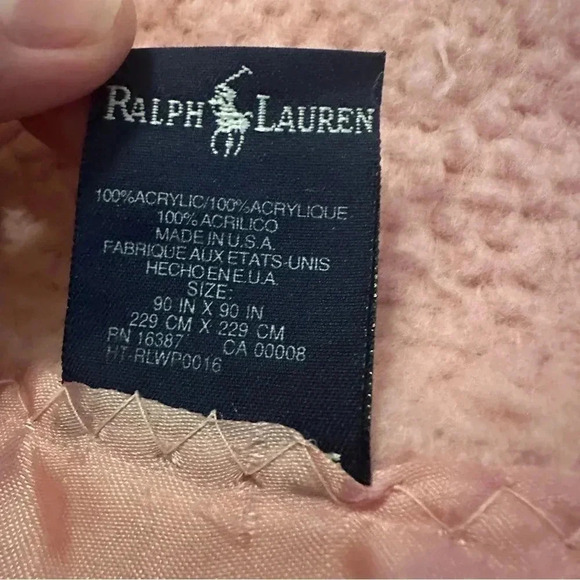 RALPH LAUREN
100% ACRYLIC/100% ACRYLIQUE
100% ACRILICO
MADE IN U.S.A.
FABRIQUE AUX ETATS-UNIS
HECHO EN E.U.A.
SIZE:
90 IN X 90 IN
229 CM X 229 CM
RN 16387 CA 00008
HT-RLWP0016